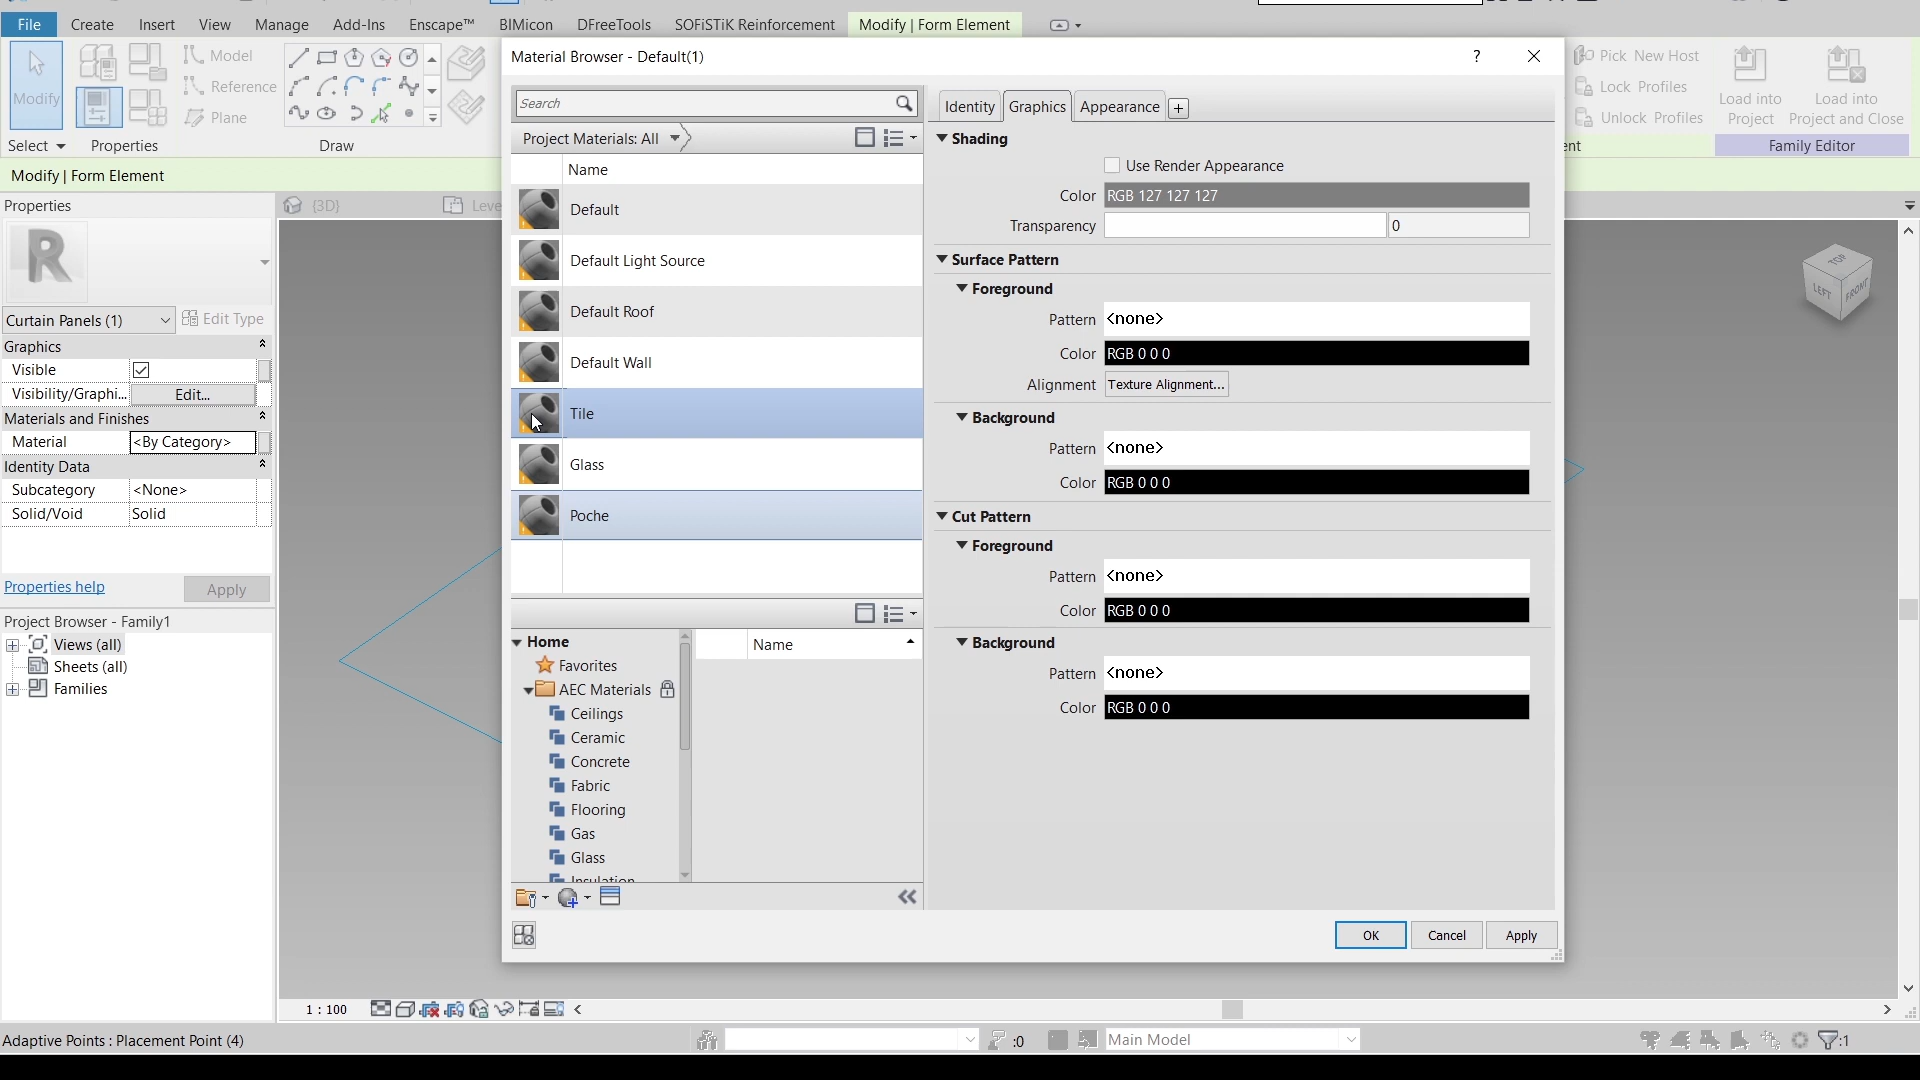 File Create Insert View Manage Add-Ins Enscape™ BIMicon DFreeTools SOFiSTiK Reinforcement Modify | Form Element
Modify
Model
Reference
Plane
Pick New Host
Lock Profiles
Unlock Profiles
Load into
Project
Load into
Project and Close
Select Properties Draw Family Editor
Modify | Form Element
Properties
{3D}
R
Curtain Panels (1) Edit Type
Graphics
Visible
Visibility/Graphi... Edit...
Materials and Finishes
Material <By Category>
Identity Data
Subcategory <None>
Solid/Void Solid
Properties help Apply
Project Browser - Family1
Views (all)
Sheets (all)
Families
Material Browser - Default(1) ?
Search
Project Materials: All
Name
Default
Default Light Source
Default Roof
Default Wall
Tile
Glass
Poche
Home
Favorites
AEC Materials
Ceilings
Ceramic
Concrete
Fabric
Flooring
Gas
Glass
Insulation
Name
Identity Graphics Appearance +
Shading
Use Render Appearance
Color RGB 127 127 127
Transparency 0
Surface Pattern
Foreground
Pattern <none>
Color RGB 0 0 0
Alignment Texture Alignment...
Background
Pattern <none>
Color RGB 0 0 0
Cut Pattern
Foreground
Pattern <none>
Color RGB 0 0 0
Background
Pattern <none>
Color RGB 0 0 0
OK Cancel Apply
TOP
LEFT FRONT
1 : 100
Adaptive Points : Placement Point (4) :0 Main Model :1